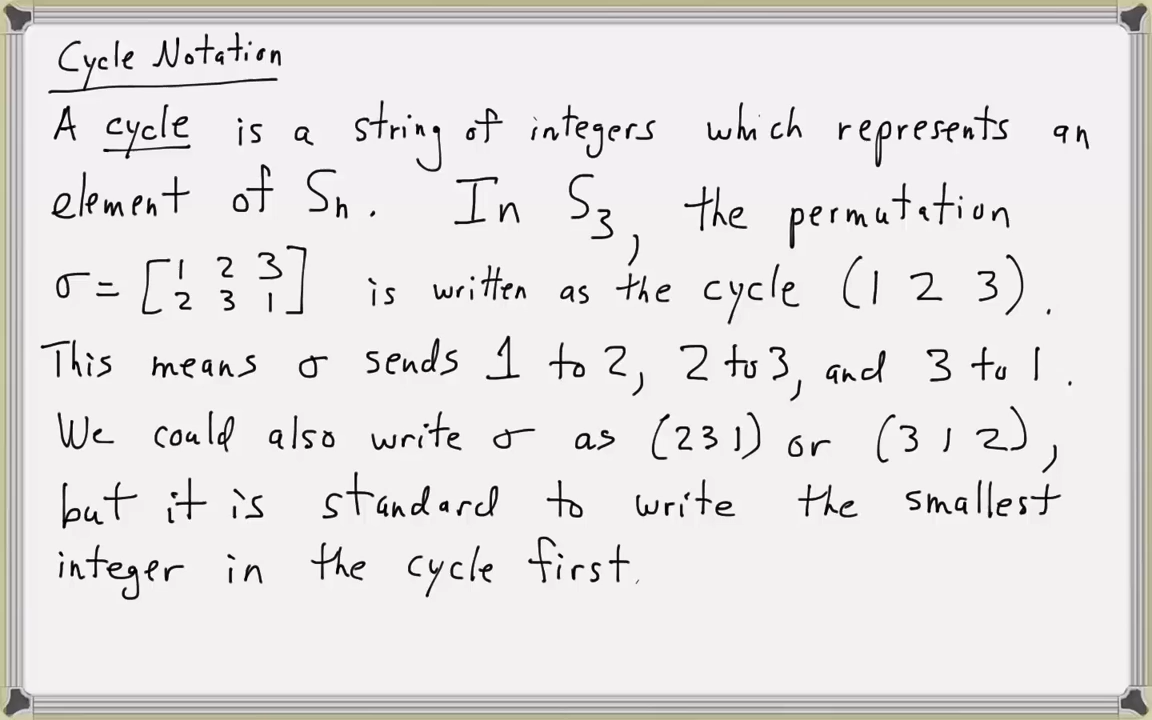 Cycle Notation
A cycle is a string of integers which represents an
element of Sn. In S3, the permutation
σ = [1 2 3
2 3 1] is written as the cycle (1 2 3).
This means σ sends 1 to 2, 2 to 3, and 3 to 1.
We could also write σ as (2 3 1) or (3 1 2),
but it is standard to write the smallest
integer in the cycle first.